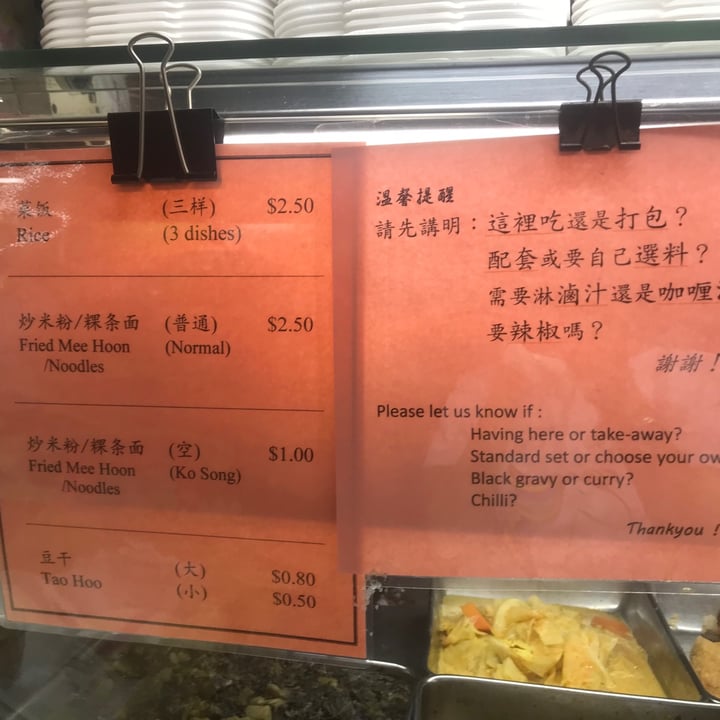 菜饭 (三样) $2.50
Rice (3 dishes)
炒米粉/粿条面 (普通) $2.50
Fried Mee Hoon (Normal)
/Noodles
炒米粉/粿条面 (空) $1.00
Fried Mee Hoon (Ko Song)
/Noodles
豆干 (大) $0.80
Tao Hoo (小) $0.50
温馨提醒
請先講明：這裡吃還是打包？
配套或要自己選料？
需要淋滷汁還是咖喱
要辣椒嗎？
謝謝！
Please let us know if :
Having here or take-away?
Standard set or choose your ow
Black gravy or curry?
Chilli?
Thankyou !